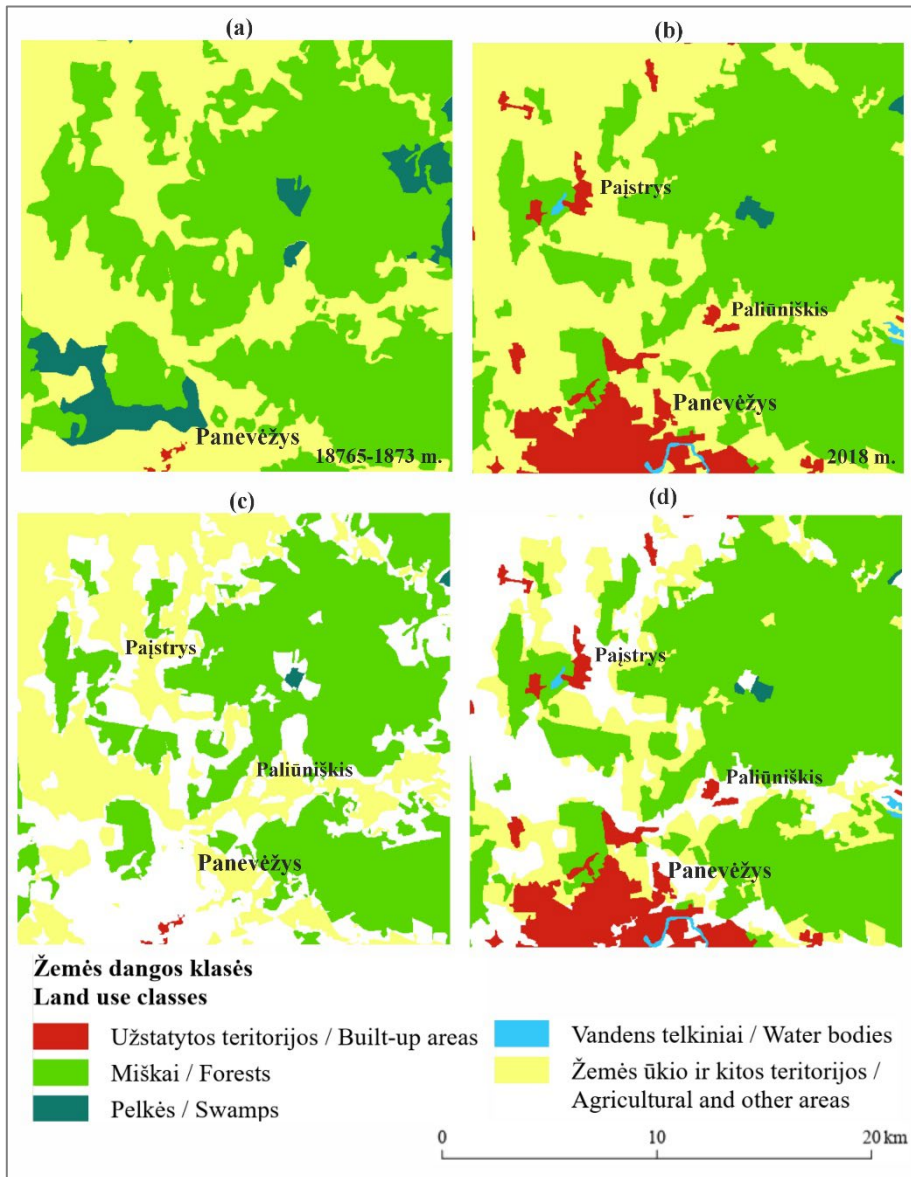 (a)
(b)
Panevėžys
18765-1873 m.
Paįstrys
Paliūniškis
Panevėžys
2018 m.
(c)
(d)
Paįstrys
Paliūniškis
Panevėžys
Paįstrys
Paliūniškis
Panevėžys
Žemės dangos klasės
Land use classes
Užstatytos teritorijos / Built-up areas
Miškai / Forests
Pelkės / Swamps
Vandens telkiniai / Water bodies
Žemės ūkio ir kitos teritorijos /
Agricultural and other areas
0 10 20 km